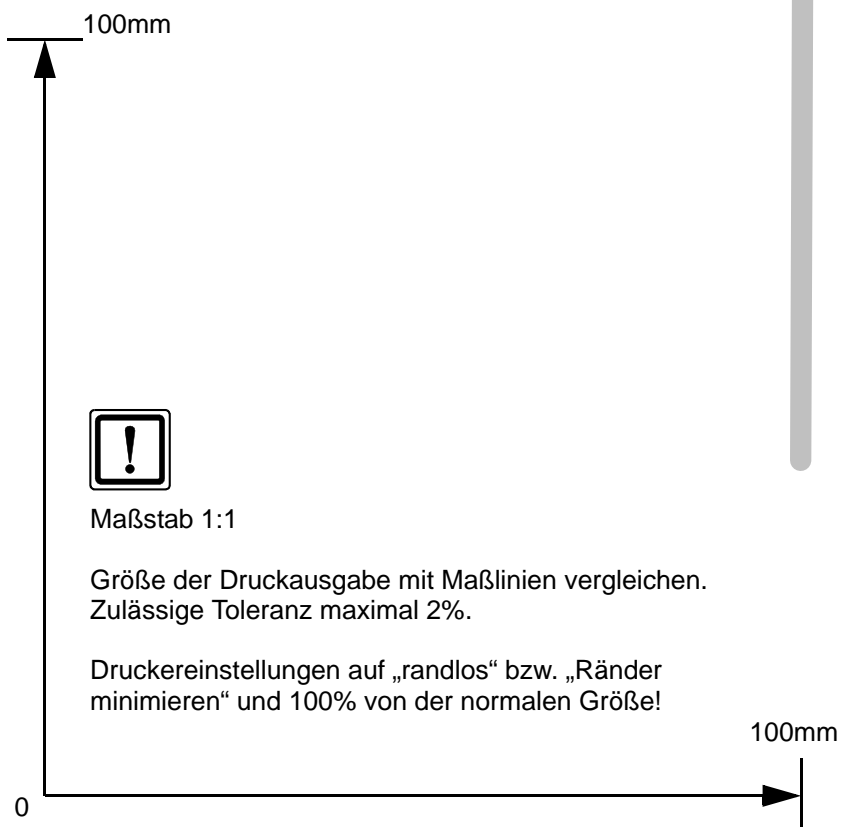 100mm
!
Maßstab 1:1
Größe der Druckausgabe mit Maßlinien vergleichen.
Zulässige Toleranz maximal 2%.
Druckereinstellungen auf „randlos“ bzw. „Ränder
minimieren“ und 100% von der normalen Größe!
100mm
0